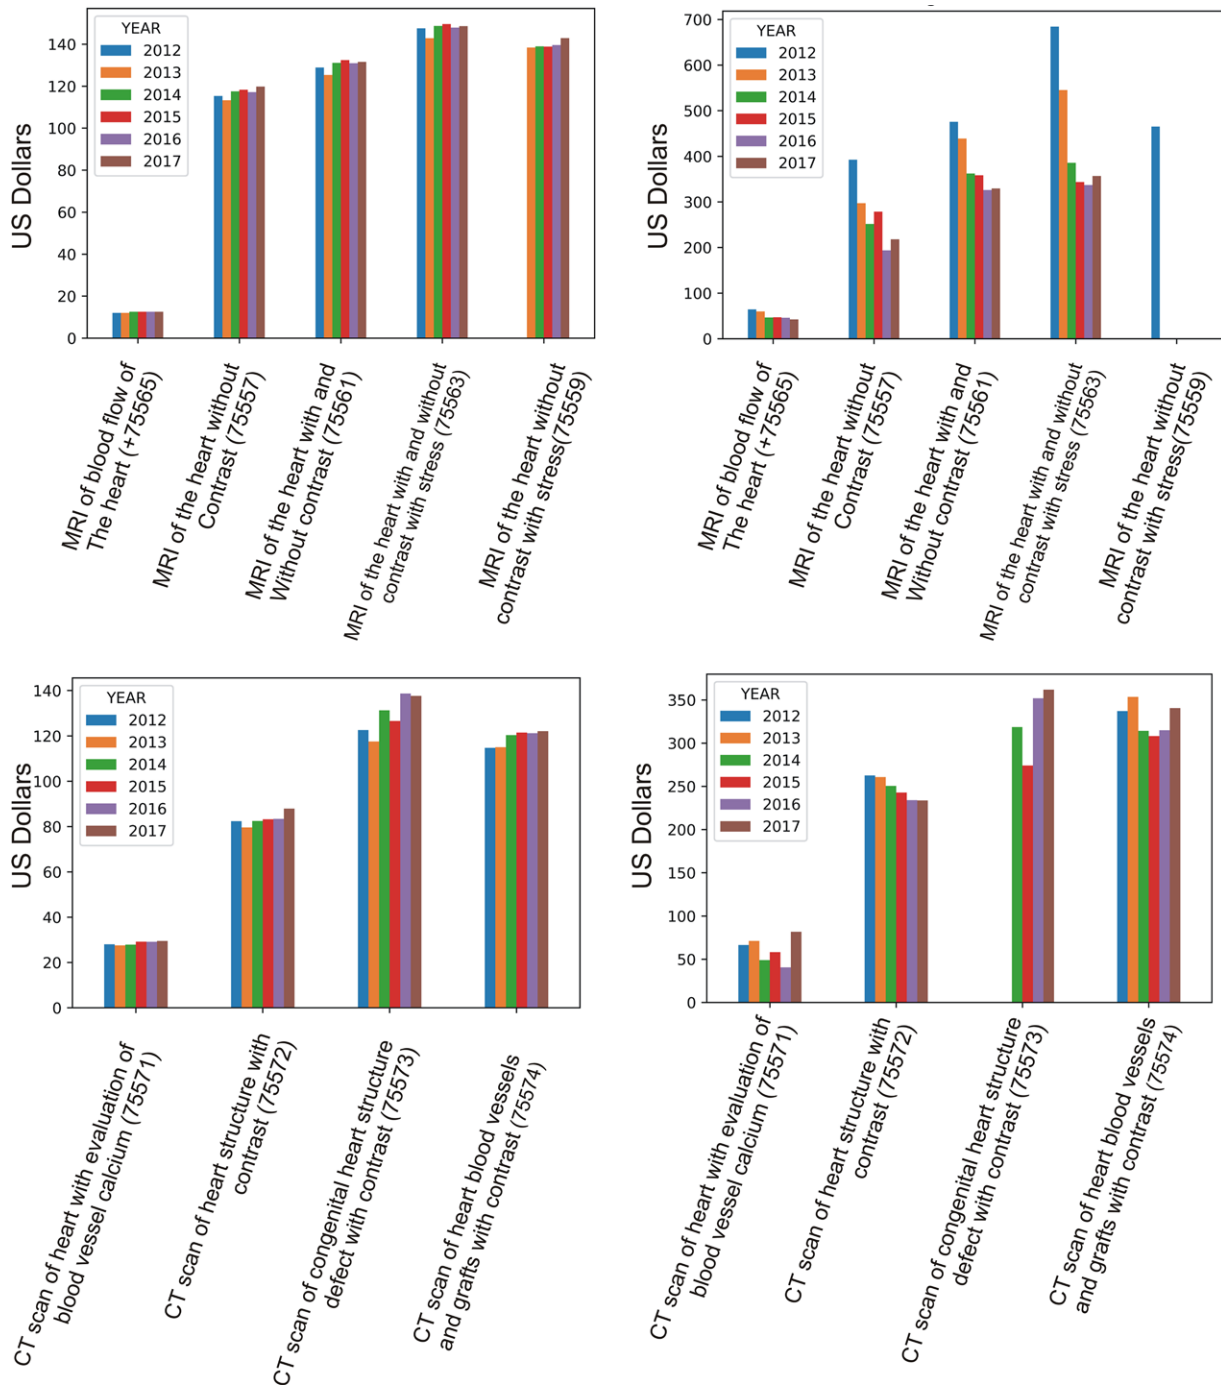 US Dollars
140
120
100
80
60
40
20
0
YEAR
2012
2013
2014
2015
2016
2017
MRI of blood flow of
The heart (+75565)
MRI of the heart without
Contrast (75557)
MRI of the heart with and
Without contrast (75561)
MRI of the heart with and without
contrast with stress (75563)
MRI of the heart without
contrast with stress(75559)
US Dollars
700
600
500
400
300
200
100
0
YEAR
2012
2013
2014
2015
2016
2017
MRI of blood flow of
The heart (+75565)
MRI of the heart without
Contrast (75557)
MRI of the heart with and
Without contrast (75561)
MRI of the heart with and without
contrast with stress (75563)
MRI of the heart without
contrast with stress(75559)
US Dollars
140
120
100
80
60
40
20
0
YEAR
2012
2013
2014
2015
2016
2017
CT scan of heart with evaluation of
blood vessel calcium (75571)
CT scan of heart structure with
contrast (75572)
CT scan of congenital heart structure
defect with contrast (75573)
CT scan of heart blood vessels
and grafts with contrast (75574)
US Dollars
350
300
250
200
150
100
50
0
YEAR
2012
2013
2014
2015
2016
2017
CT scan of heart with evaluation of
blood vessel calcium (75571)
CT scan of heart structure with
contrast (75572)
CT scan of congenital heart structure
defect with contrast (75573)
CT scan of heart blood vessels
and grafts with contrast (75574)